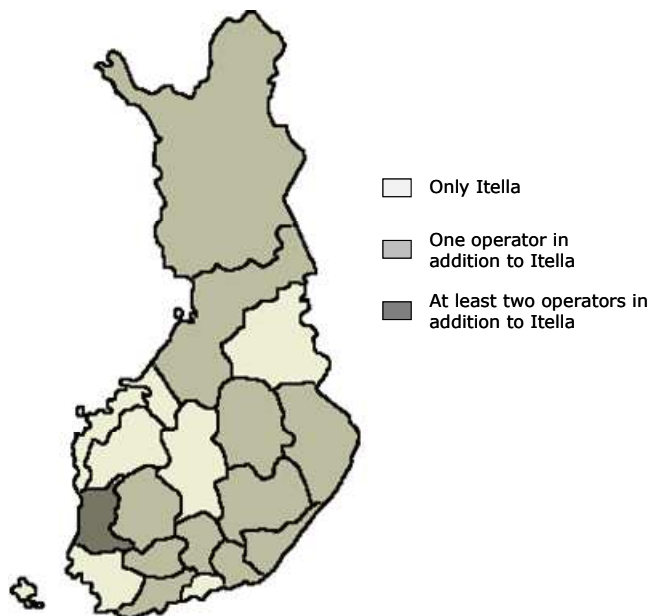 Only Itella
One operator in
addition to Itella
At least two operators in
addition to Itella